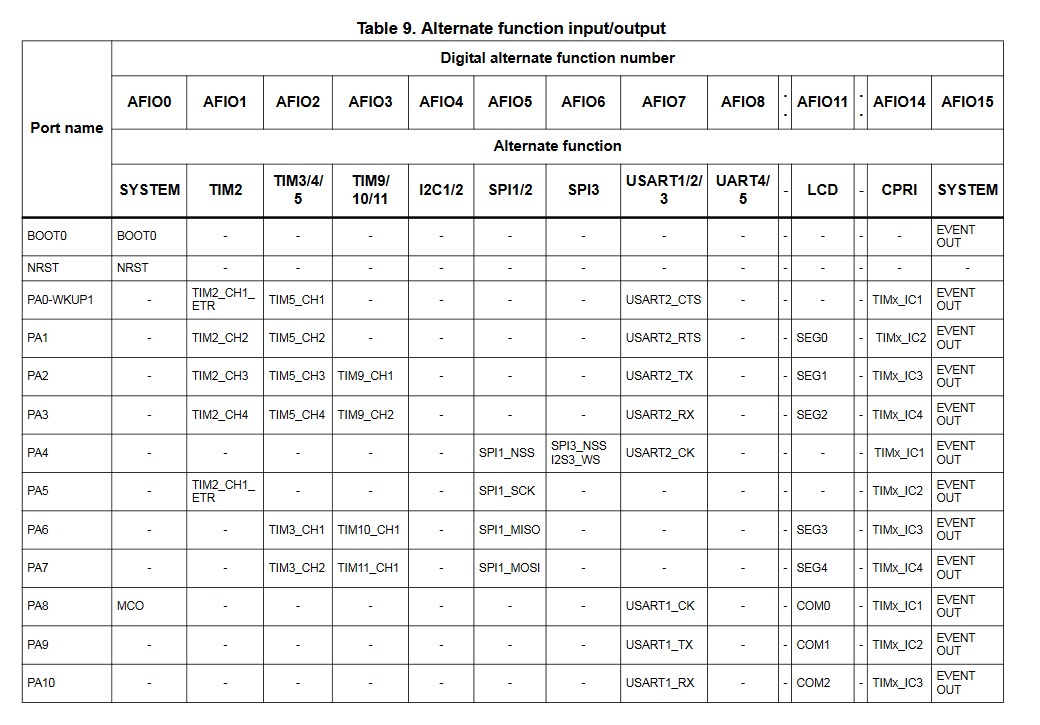 Table 9. Alternate function input/output
Port name
Digital alternate function number
AFIO0 AFIO1 AFIO2 AFIO3 AFIO4 AFIO5 AFIO6 AFIO7 AFIO8 : AFIO11 : AFIO14 AFIO15
Alternate function
SYSTEM TIM2 TIM3/4/5 TIM9/10/11 I2C1/2 SPI1/2 SPI3 USART1/2/3 UART4/5 - LCD - CPRI SYSTEM
BOOT0 BOOT0 - - - - - - - - - - - - EVENT OUT
NRST NRST - - - - - - - - - - - - -
PA0-WKUP1 - TIM2_CH1_ETR TIM5_CH1 - - - - USART2_CTS - - - - TIMx_IC1 EVENT OUT
PA1 - TIM2_CH2 TIM5_CH2 - - - - USART2_RTS - - SEG0 - TIMx_IC2 EVENT OUT
PA2 - TIM2_CH3 TIM5_CH3 TIM9_CH1 - - - USART2_TX - - SEG1 - TIMx_IC3 EVENT OUT
PA3 - TIM2_CH4 TIM5_CH4 TIM9_CH2 - - - USART2_RX - - SEG2 - TIMx_IC4 EVENT OUT
PA4 - - - - - SPI1_NSS SPI3_NSS I2S3_WS USART2_CK - - - - TIMx_IC1 EVENT OUT
PA5 - TIM2_CH1_ETR - - - SPI1_SCK - - - - - - TIMx_IC2 EVENT OUT
PA6 - - TIM3_CH1 TIM10_CH1 - SPI1_MISO - - - - SEG3 - TIMx_IC3 EVENT OUT
PA7 - - TIM3_CH2 TIM11_CH1 - SPI1_MOSI - - - - SEG4 - TIMx_IC4 EVENT OUT
PA8 MCO - - - - - - USART1_CK - - COM0 - TIMx_IC1 EVENT OUT
PA9 - - - - - - - USART1_TX - - COM1 - TIMx_IC2 EVENT OUT
PA10 - - - - - - - USART1_RX - - COM2 - TIMx_IC3 EVENT OUT